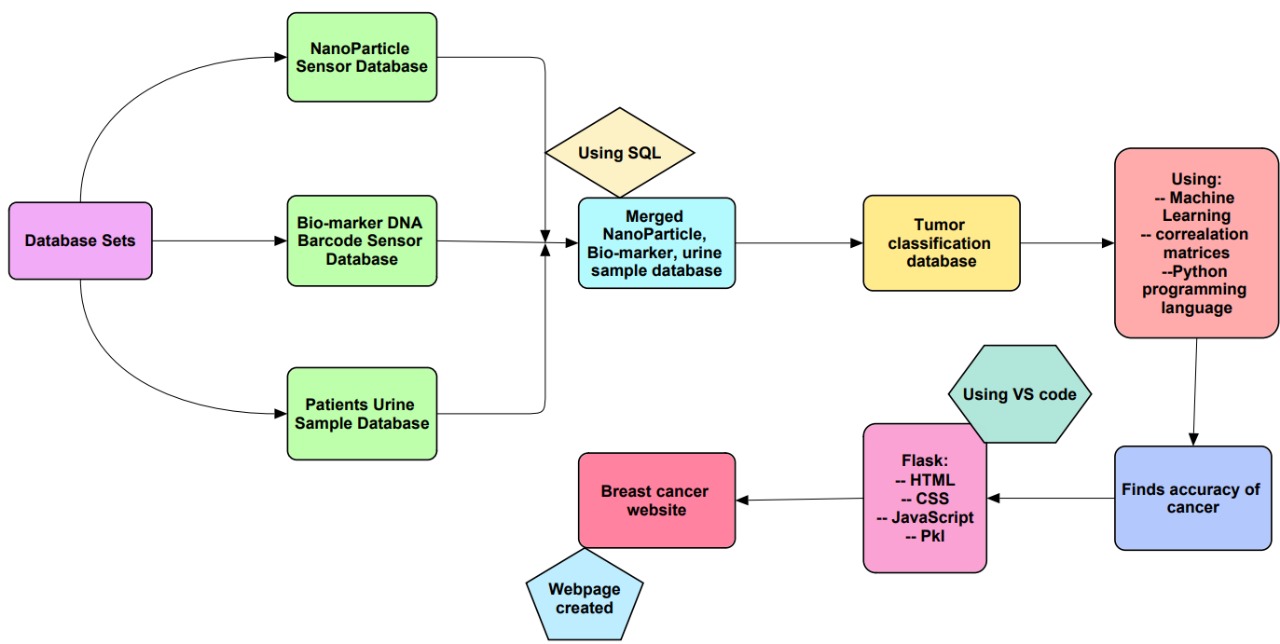 NanoParticle
Sensor Database
Using SQL
Database Sets
Bio-marker DNA
Barcode Sensor
Database
Merged
NanoParticle,
Bio-marker, urine
sample database
Tumor
classification
database
Using:
-- Machine
Learning
-- correalation
matrices
--Python
programming
language
Patients Urine
Sample Database
Using VS code
Finds accuracy of
cancer
Flask:
-- HTML
-- CSS
-- JavaScript
-- Pkl
Breast cancer
website
Webpage
created